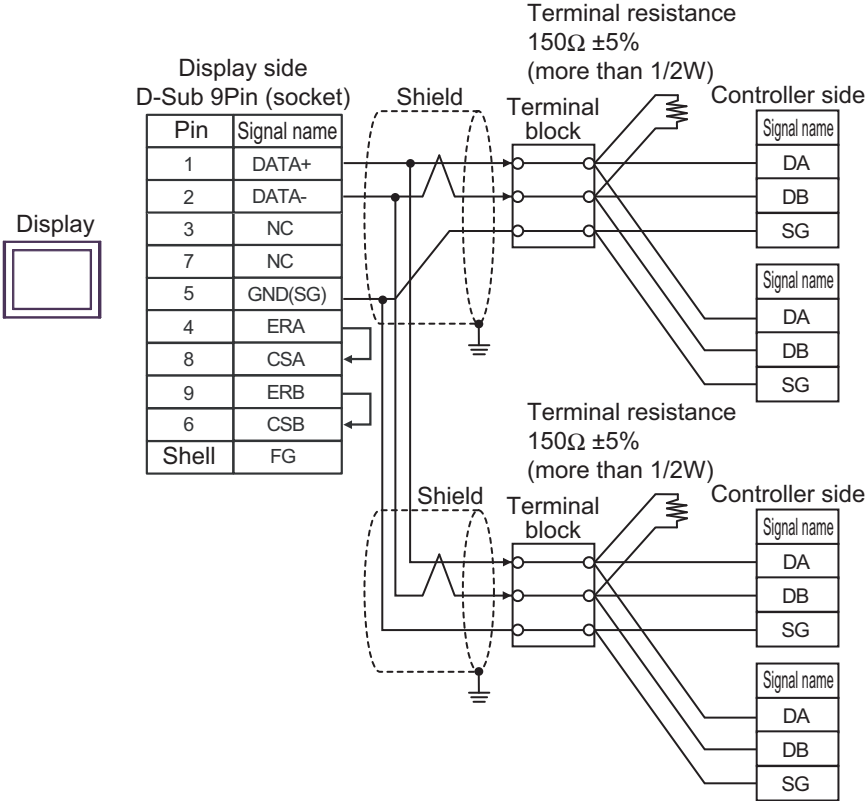 Terminal resistance
150Ω ±5%
(more than 1/2W)
Display side
D-Sub 9Pin (socket)
Shield
Terminal
block
Controller side
Pin Signal name
1 DATA+
2 DATA-
3 NC
7 NC
5 GND(SG)
4 ERA
8 CSA
9 ERB
6 CSB
Shell FG
Display
Signal name
DA
DB
SG
Signal name
DA
DB
SG
Terminal resistance
150Ω ±5%
(more than 1/2W)
Shield
Terminal
block
Controller side
Signal name
DA
DB
SG
Signal name
DA
DB
SG